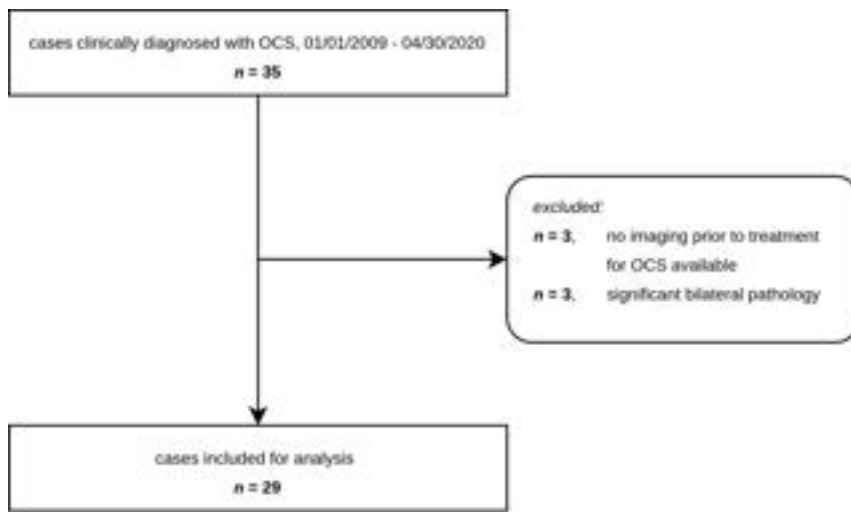 cases clinically diagnosed with OCS, 01/01/2009 - 04/30/2020
n = 35
excluded:
n = 3, no imaging prior to treatment
for OCS available
n = 3, significant bilateral pathology
cases included for analysis
n = 29